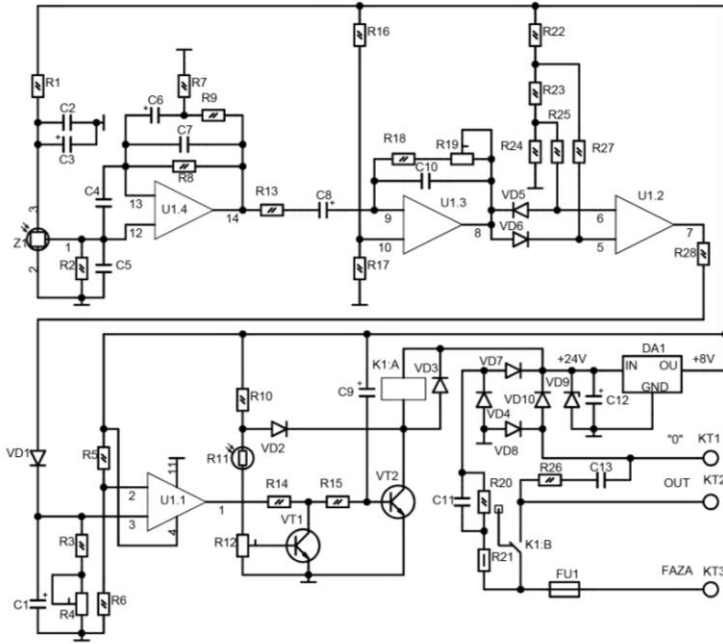 R16
R22
R1
R7
C6
R9
C2
C3
C7
R8
R23
R25
R18
R19
R24
R27
C10
C4
13
U1.4
14
R13
C8
9
U1.3
VD5
6
U1.2
3
12
10
8
VD6
5
7
Z1
1
R2
C5
R17
R28
2
K1:A
VD3
+24V
DA1
VD7
IN
OU
+8V
R10
C9
VD9
GND
VD4
VD10
C12
VD1
R5
R11
VD2
VD8
"0"
KT1
11
R26
C13
2
U1.1
R14
R15
VT2
C11
R20
OUT
KT2
3
4
1
VT1
R3
R12
K1:B
R21
C1
R4
R6
FU1
FAZA
KT3